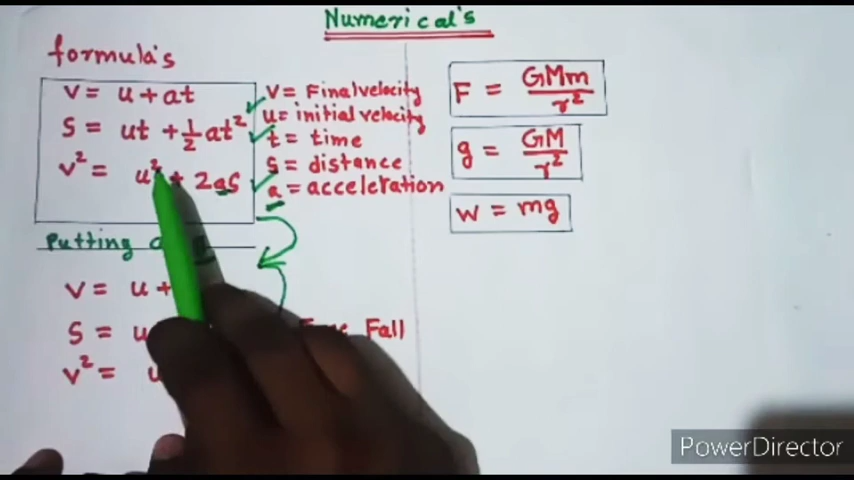 Numerical's
formula's
v = u + at
S = ut + 1/2 at²
v² = u² + 2as
V = Final velocity
u = initial velocity
t = time
S = distance
a = acceleration
Putting
v = u +
S = u
v² = u
Fall
F = GMm/r²
g = GM/r²
W = mg
PowerDirector